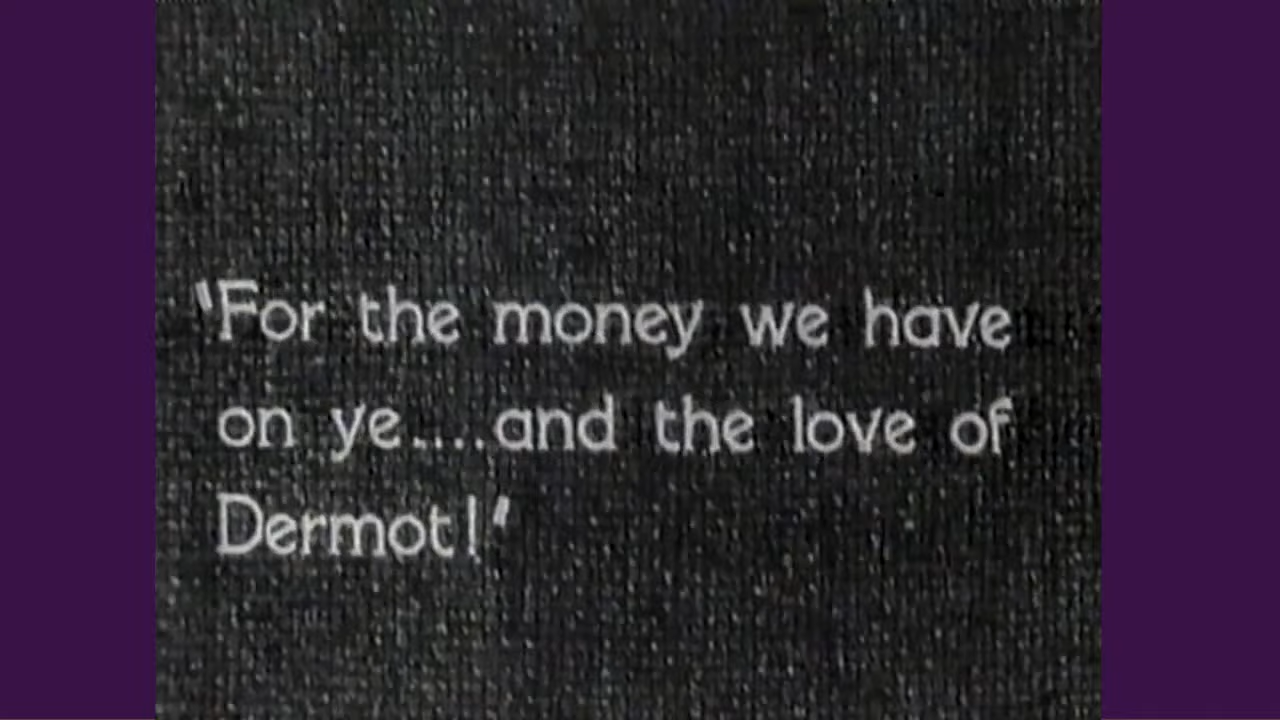 "For the money we have
on ye....and the love of
Dermot!"